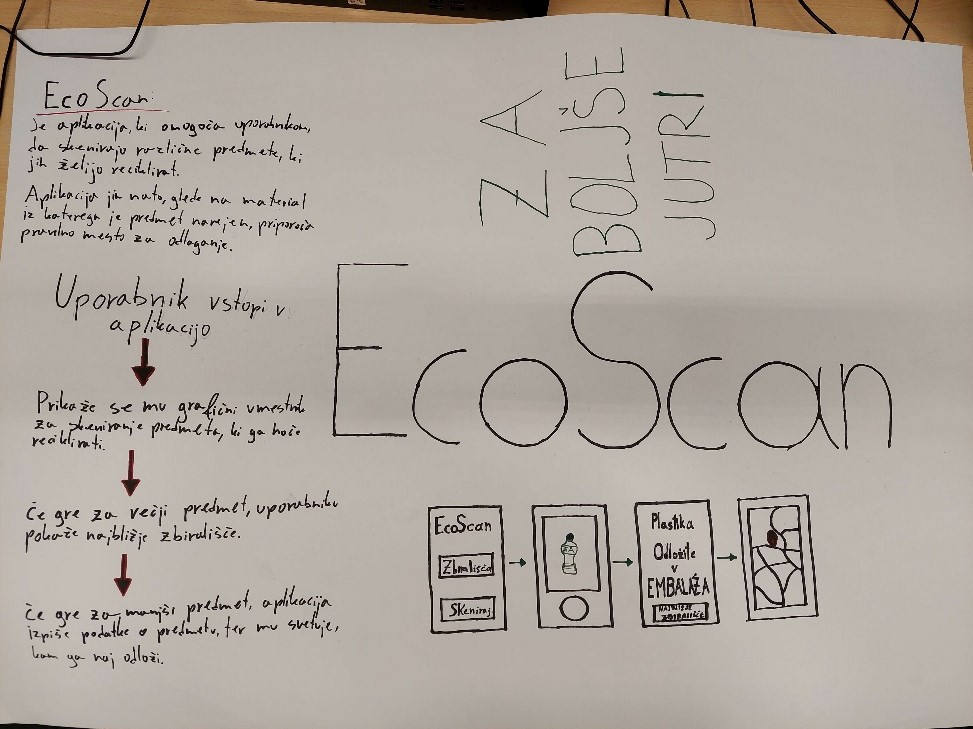 EcoScan
je aplikacija, ki omogoča uporabnikom,
da skenirajo različne predmete, ki
jih želijo reciklirat.
Aplikacija jih nato, glede na material
iz katerega je predmet narejen, priporoča
pravilno mesto za odlaganje.
Uporabnik vstopi v
aplikacijo
Prikaže se mu grafični vmestnik
za skeniranje predmeta, ki ga hoče
reciklirati.
Če gre za večji predmet, uporabniku
pokaže najbližje zbirališče.
Če gre za manjši predmet, aplikacija
izpiše podatke o predmetu, ter mu svetuje,
kam ga naj odloži.
ZA
BOLJŠE
JUTRI
EcoScan
EcoScan
Zbirališča
Skeniraj
Plastika
Odložite
v
EMBALAŽA
NAJBLIŽJE
ZBIRALIŠČE